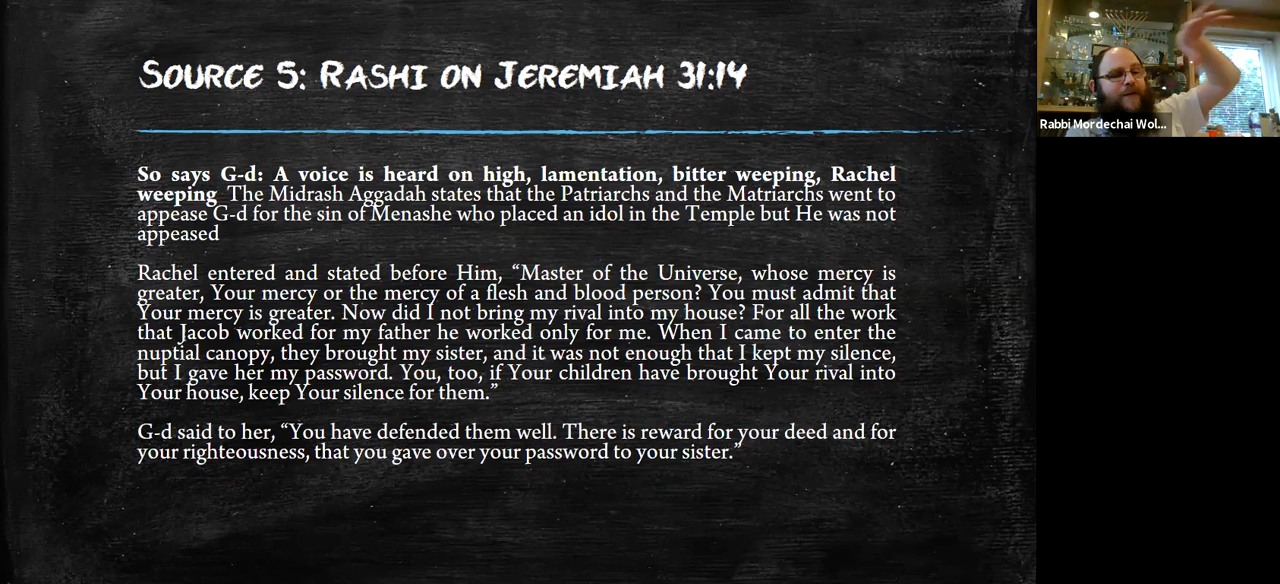 Source 5: Rashi on Jeremiah 31:14
So says G-d: A voice is heard on high, lamentation, bitter weeping, Rachel
weeping The Midrash Aggadah states that the Patriarchs and the Matriarchs went to
appease G-d for the sin of Menashe who placed an idol in the Temple but He was not
appeased
Rachel entered and stated before Him, “Master of the Universe, whose mercy is
greater, Your mercy or the mercy of a flesh and blood person? You must admit that
Your mercy is greater. Now did I not bring my rival into my house? For all the work
that Jacob worked for my father he worked only for me. When I came to enter the
nuptial canopy, they brought my sister, and it was not enough that I kept my silence,
but I gave her my password. You, too, if Your children have brought Your rival into
Your house, keep Your silence for them.”
G-d said to her, “You have defended them well. There is reward for your deed and for
your righteousness, that you gave over your password to your sister.”
Rabbi Mordechai Wol...